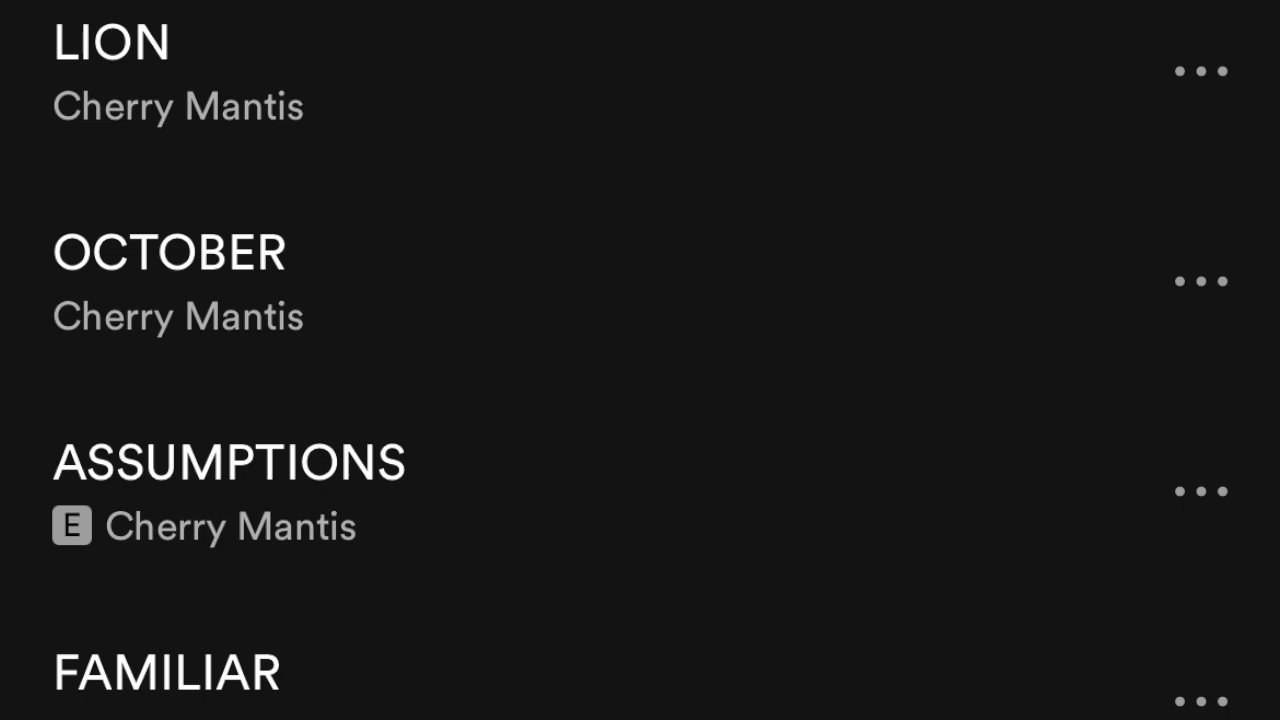 LION
Cherry Mantis
OCTOBER
Cherry Mantis
ASSUMPTIONS
E Cherry Mantis
FAMILIAR